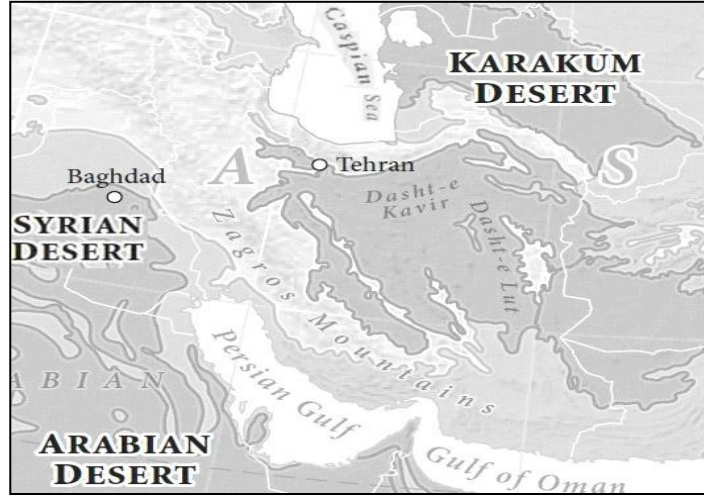 Caspian Sea
KARAKUM
DESERT
Tehran
A
S
Baghdad
Dasht-e
Kavir
Dasht-e Lut
SYRIAN
DESERT
Zagros Mountains
Persian Gulf
ABIAN
ARABIAN
DESERT
Gulf of Oman